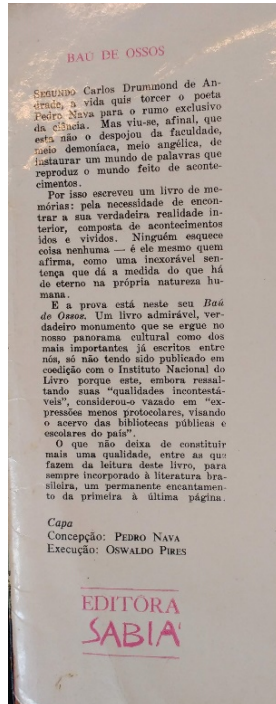 BAÚ DE OSSOS
SEGUNDO Carlos Drummond de An-
drade, a vida quis torcer o poeta
Pedro Nava para o rumo exclusivo
da ciência. Mas viu-se, afinal, que
esta não o despojou da faculdade,
meio demoníaca, meio angélica, de
instaurar um mundo de palavras que
reproduz o mundo feito de aconte-
cimentos.
Por isso escreveu um livro de me-
mórias: pela necessidade de encon-
trar a sua verdadeira realidade in-
terior, composta de acontecimentos
idos e vividos. Ninguém esquece
coisa nenhuma — é ele mesmo quem
afirma, como uma inexorável sen-
tença que dá a medida do que há
de eterno na própria natureza hu-
mana.
E a prova está neste seu Baú
de Ossos. Um livro admirável, ver-
dadeiro monumento que se ergue no
nosso panorama cultural como dos
mais importantes já escritos entre
nós, só não tendo sido publicado em
coedição com o Instituto Nacional do
Livro porque este, embora ressal-
tando suas "qualidades incontestá-
veis", considerou-o vazado em "ex-
pressões menos protocolares, visando
o acervo das bibliotecas públicas e
escolares do país".
O que não deixa de constituir
mais uma qualidade, entre as que
fazem da leitura deste livro, para
sempre incorporado à literatura bra-
sileira, um permanente encantamen-
to da primeira à última página.
Capa
Concepção: PEDRO NAVA
Execução: OSWALDO PIRES
EDITÔRA
SABIÁ